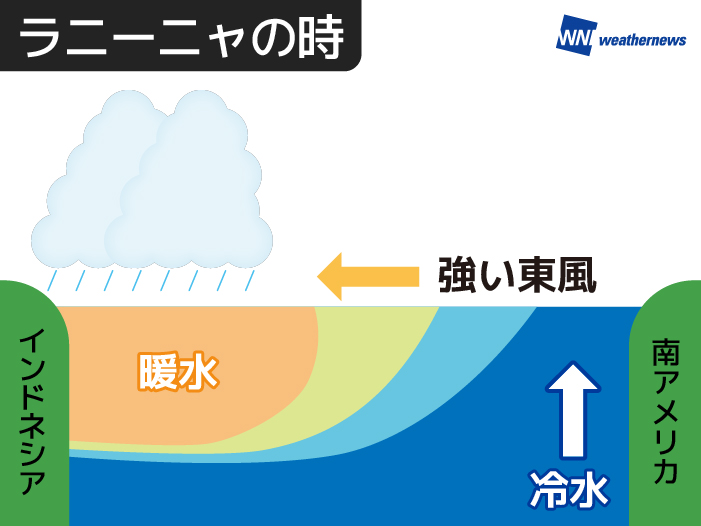 ラニーニャの時
WNI weathernews
強い東風
インドネシア
暖水
南アメリカ
冷水